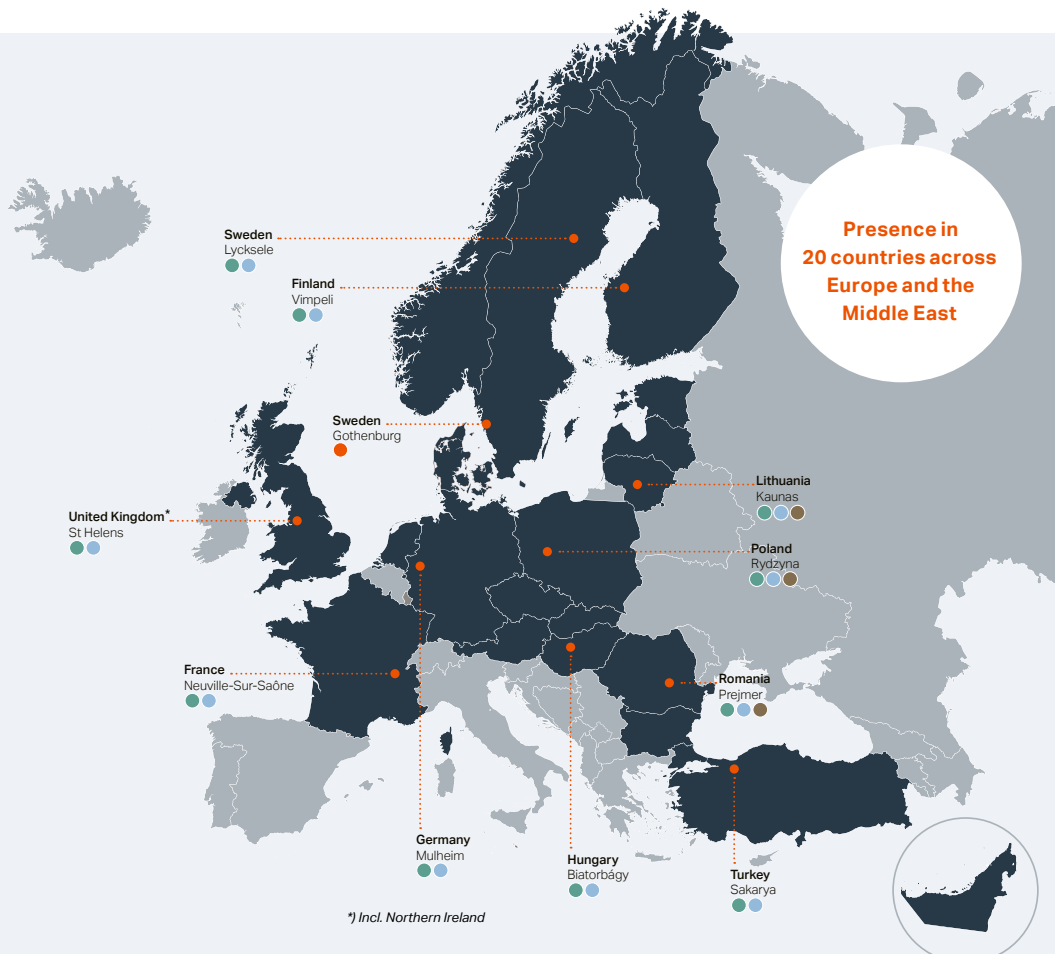 Presence in
20 countries across
Europe and the
Middle East
Sweden
Lycksele
Finland
Vimpeli
Sweden
Gothenburg
Lithuania
Kaunas
United Kingdom*
St Helens
Poland
Rydzyna
France
Neuville-Sur-Saône
Romania
Prejmer
Germany
Mulheim
Hungary
Biatorbágy
Turkey
Sakarya
*) Incl. Northern Ireland